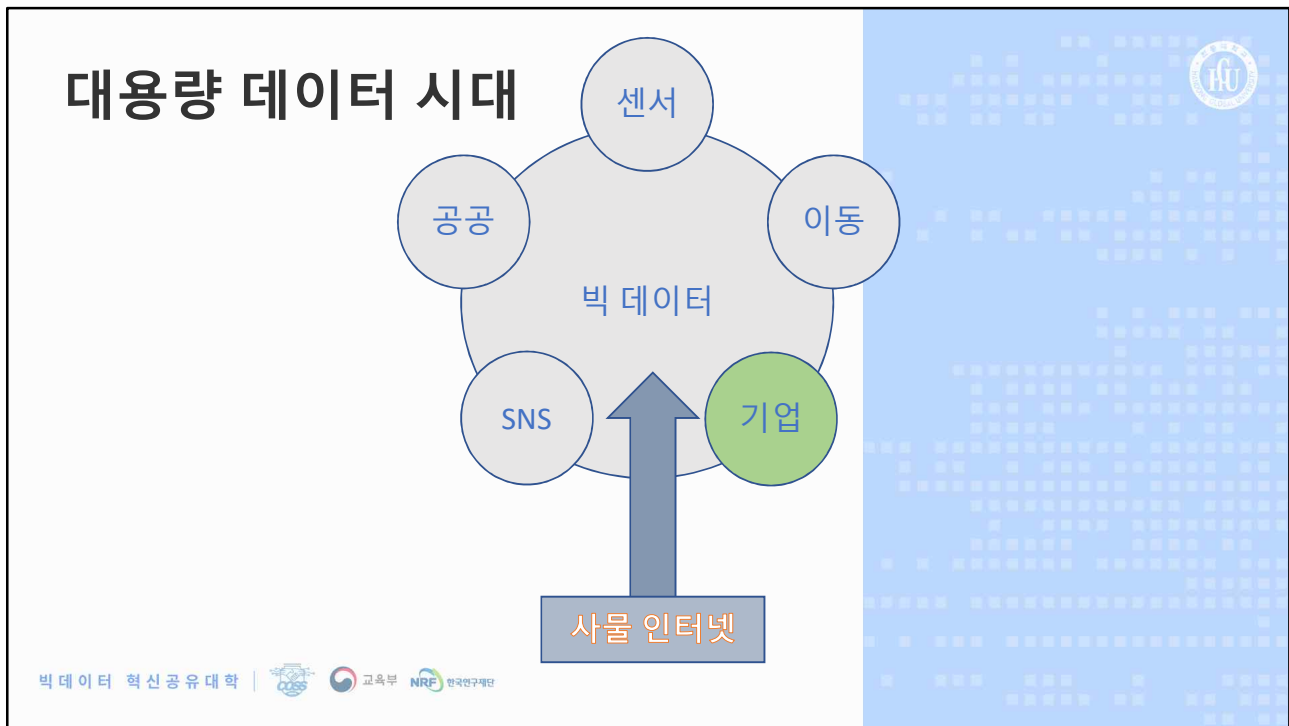 대용량 데이터 시대
센서
공공
이동
빅 데이터
SNS
기업
사물 인터넷
빅데이터 혁신공유대학
COSS
교육부
NRF 한국연구재단
HGU